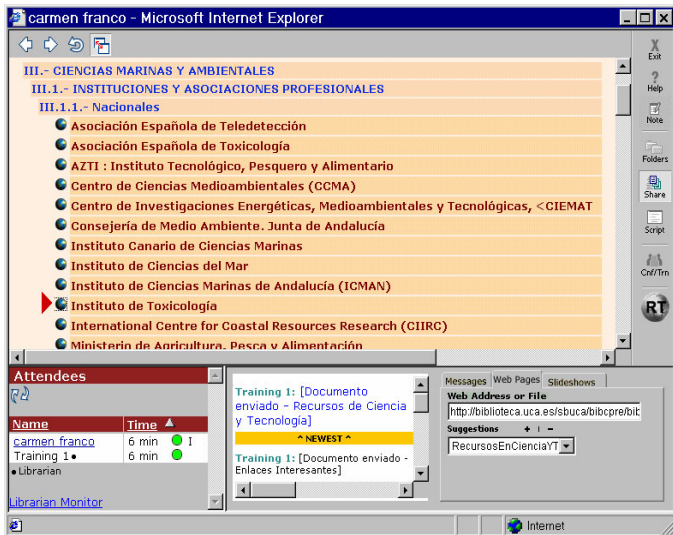 carmen franco - Microsoft Internet Explorer
III.- CIENCIAS MARINAS Y AMBIENTALES
III.1.- INSTITUCIONES Y ASOCIACIONES PROFESIONALES
III.1.1.- Nacionales
Asociación Española de Teledetección
Asociación Española de Toxicología
AZTI : Instituto Tecnológico, Pesquero y Alimentario
Centro de Ciencias Medioambientales (CCMA)
Centro de Investigaciones Energéticas, Medioambientales y Tecnológicas, <CIEMAT
Consejería de Medio Ambiente. Junta de Andalucía
Instituto Canario de Ciencias Marinas
Instituto de Ciencias del Mar
Instituto de Ciencias Marinas de Andalucía (ICMAN)
Instituto de Toxicología
International Centre for Coastal Resources Research (CIIRC)
Ministerio de Agricultura, Pesca y Alimentación
X
Exit
?
Help
Note
Folders
Share
Script
Cnf/Trn
RT
Attendees
Name Time
carmen franco 6 min I
Training 1• 6 min
• Librarian
Librarian Monitor
Training 1: [Documento
enviado - Recursos de Ciencia
y Tecnología]
^ NEWEST ^
Training 1: [Documento enviado -
Enlaces Interesantes]
Messages Web Pages Slideshows
Web Address or File
http://biblioteca.uca.es/sbuca/bibcpre/bib
Suggestions + I −
RecursosEnCienciaYT
Internet